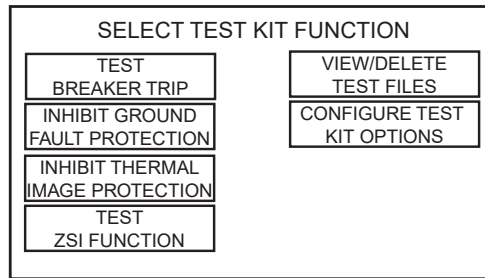 SELECT TEST KIT FUNCTION
TEST
BREAKER TRIP
INHIBIT GROUND
FAULT PROTECTION
INHIBIT THERMAL
IMAGE PROTECTION
TEST
ZSI FUNCTION
VIEW/DELETE
TEST FILES
CONFIGURE TEST
KIT OPTIONS